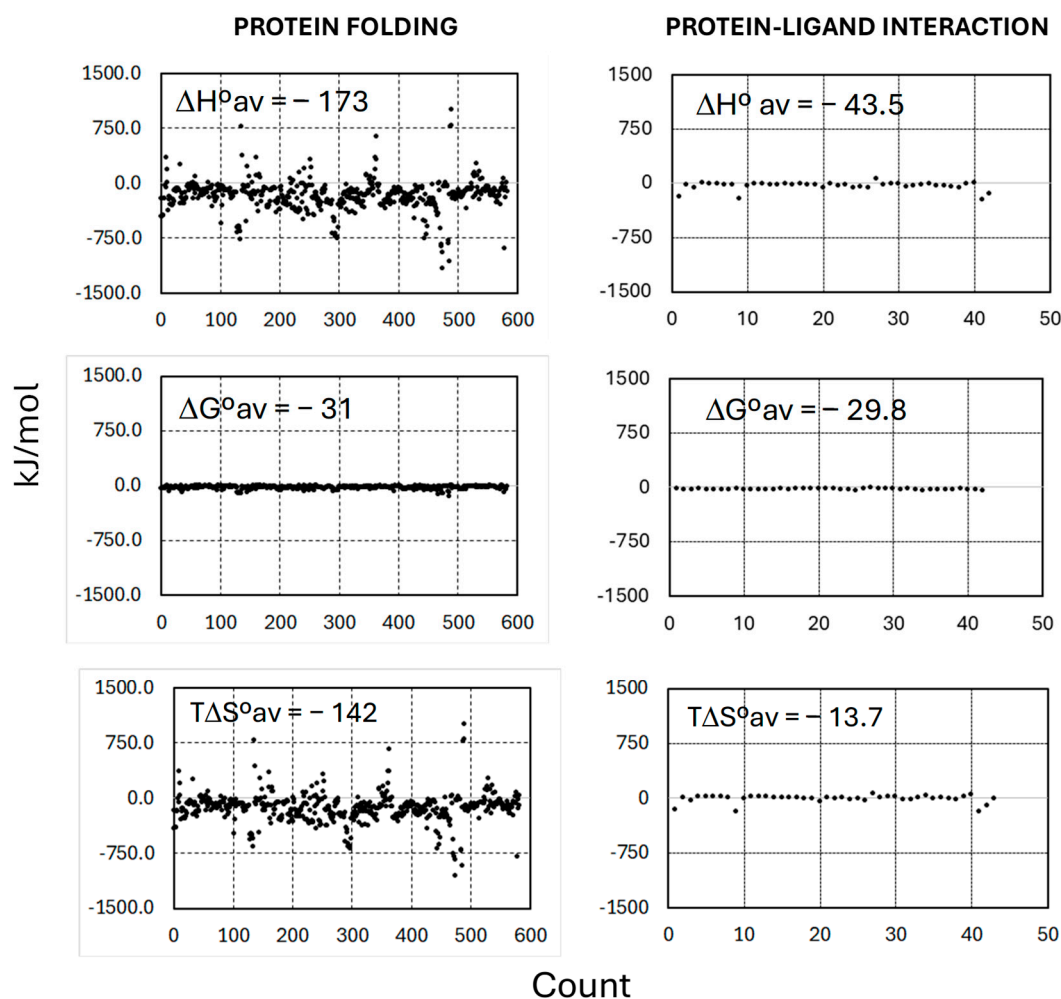 PROTEIN FOLDING
PROTEIN-LIGAND INTERACTION
kJ/mol
1500.0
750.0
0.0
-750.0
-1500.0
ΔHºav = − 173
0 100 200 300 400 500 600
1500
750
0
-750
-1500
ΔHº av = − 43.5
0 10 20 30 40 50
1500.0
750.0
0.0
-750.0
-1500.0
ΔGºav = − 31
0 100 200 300 400 500 600
1500
750
0
-750
-1500
ΔGºav = − 29.8
0 10 20 30 40 50
1500.0
750.0
0.0
-750.0
-1500.0
TΔSºav = − 142
0 100 200 300 400 500 600
1500
750
0
-750
-1500
TΔSºav = − 13.7
0 10 20 30 40 50
Count